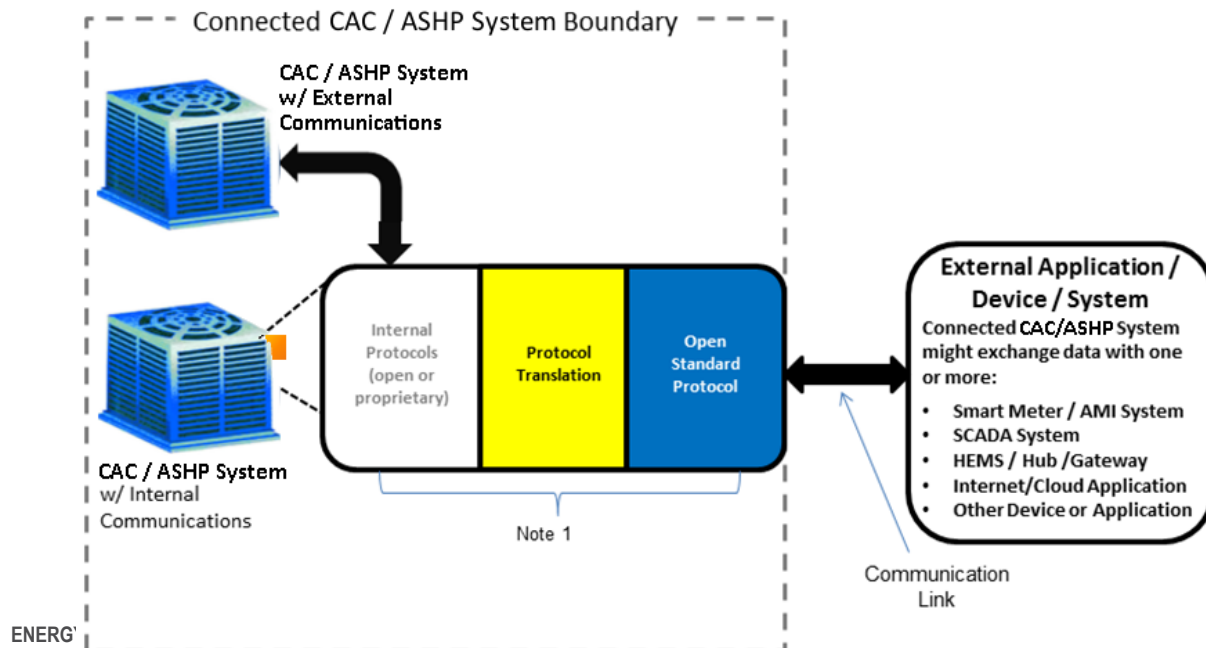 Connected CAC / ASHP System Boundary
CAC / ASHP System
w/ External
Communications
CAC / ASHP System
w/ Internal
Communications
Internal
Protocols
(open or
proprietary)
Protocol
Translation
Open
Standard
Protocol
Note 1
External Application /
Device / System
Connected CAC/ASHP System
might exchange data with one
or more:
• Smart Meter / AMI System
• SCADA System
• HEMS / Hub /Gateway
• Internet/Cloud Application
• Other Device or Application
Communication
Link
ENERGY